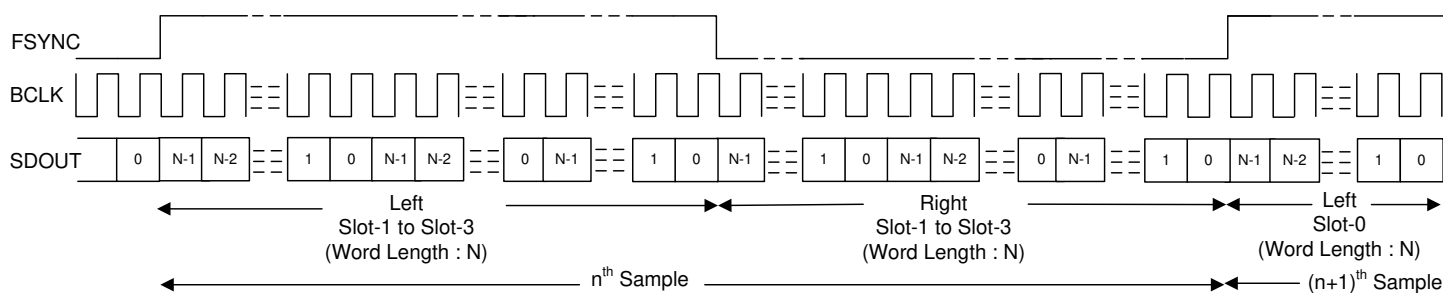 FSYNC
BCLK
SDOUT 0 N-1 N-2 1 0 N-1 N-2 0 N-1 1 0 N-1 1 0 N-1 N-2 0 N-1 1 0 N-1 N-2 1 0
Left Right Left
Slot-1 to Slot-3 Slot-1 to Slot-3 Slot-0
(Word Length : N) (Word Length : N) (Word Length : N)
nth Sample (n+1)th Sample